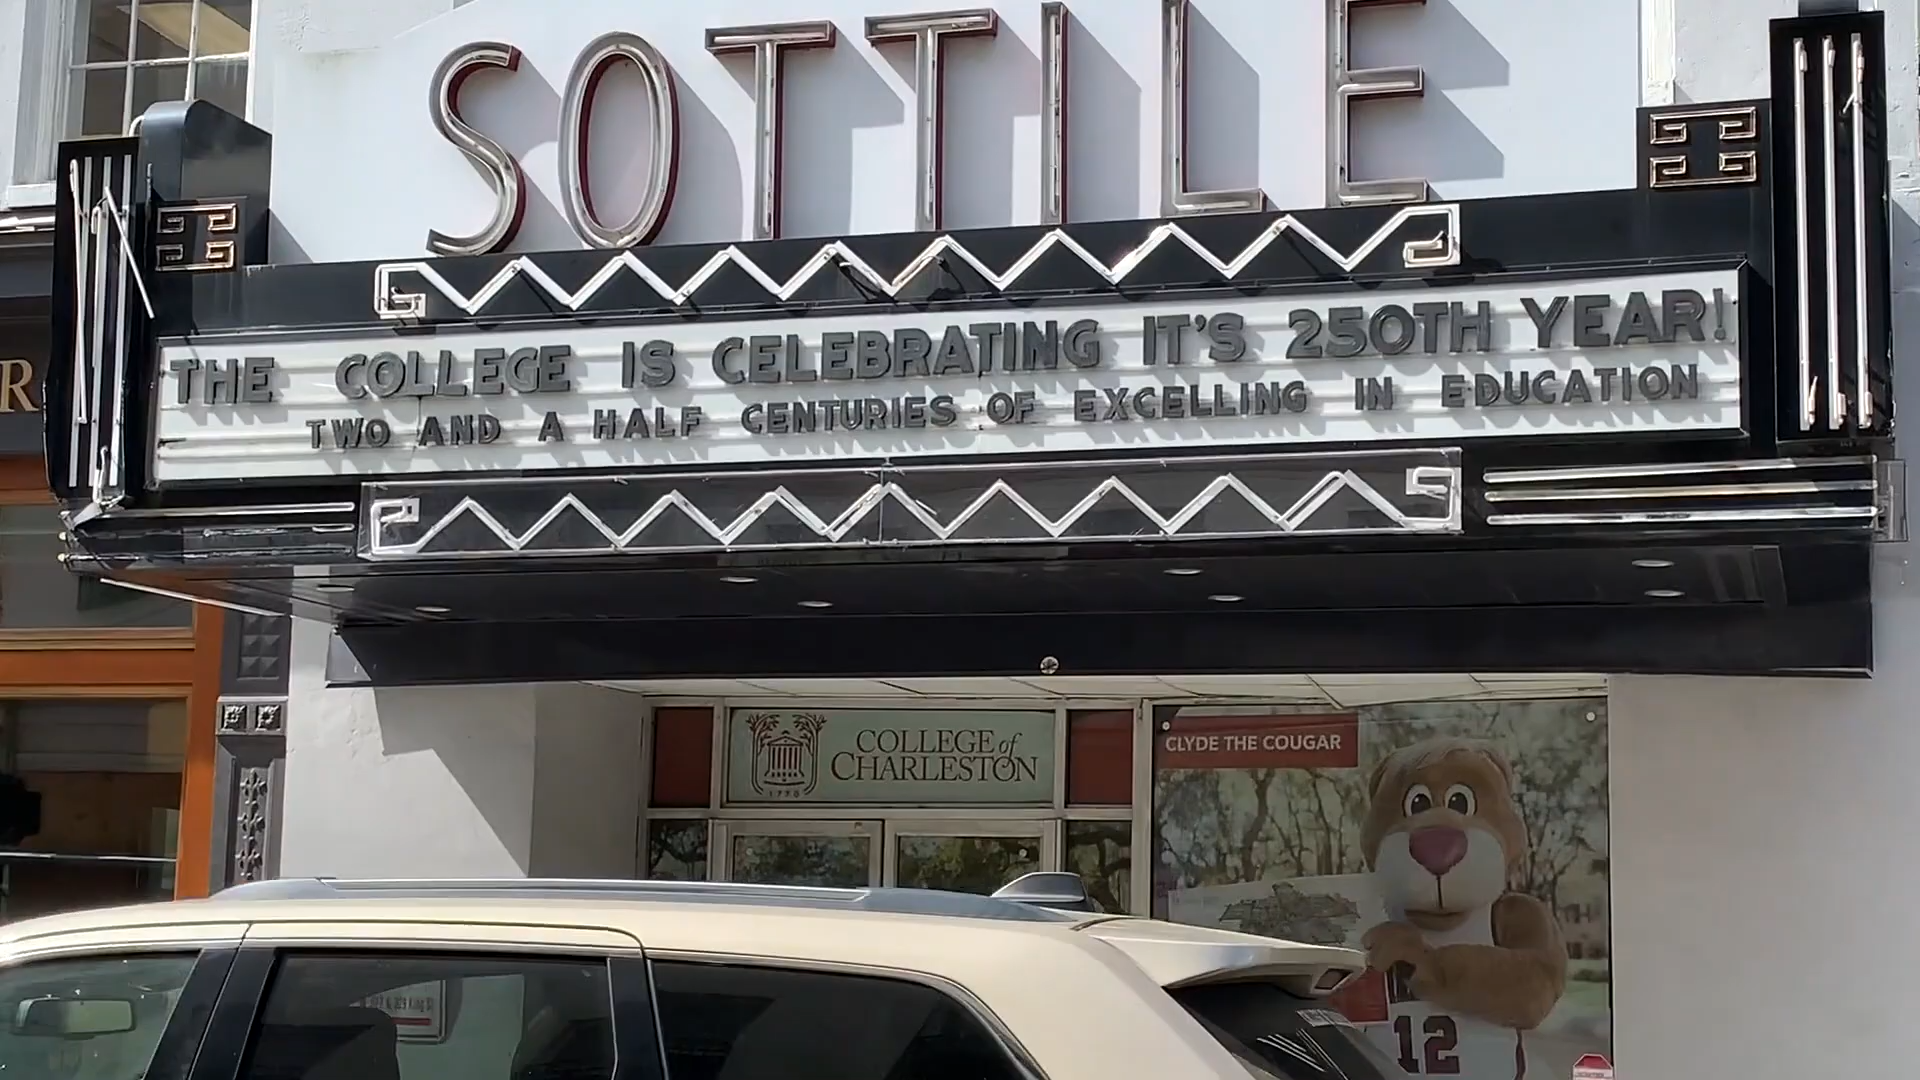 SOTTILE
THE COLLEGE IS CELEBRATING IT'S 250TH YEAR!
TWO AND A HALF CENTURIES OF EXCELLING IN EDUCATION
R
COLLEGE of
CHARLESTON
1770
CLYDE THE COUGAR
12